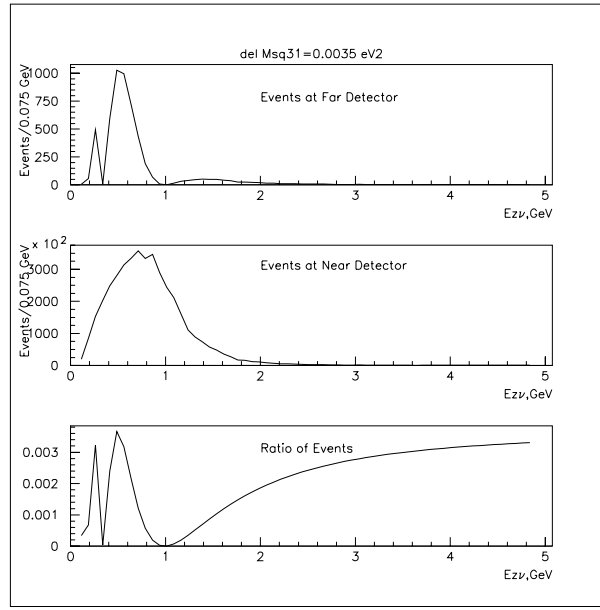 del Msq31=0.0035 eV2
Events/0.075 GeV
1000
750
500
250
0
Events at Far Detector
0 1 2 3 4 5
Ezν,GeV
× 10 2
Events/0.075 GeV
3000
2000
1000
0
Events at Near Detector
0 1 2 3 4 5
Ezν,GeV
0.003
0.002
0.001
0
Ratio of Events
0 1 2 3 4 5
Ezν,GeV